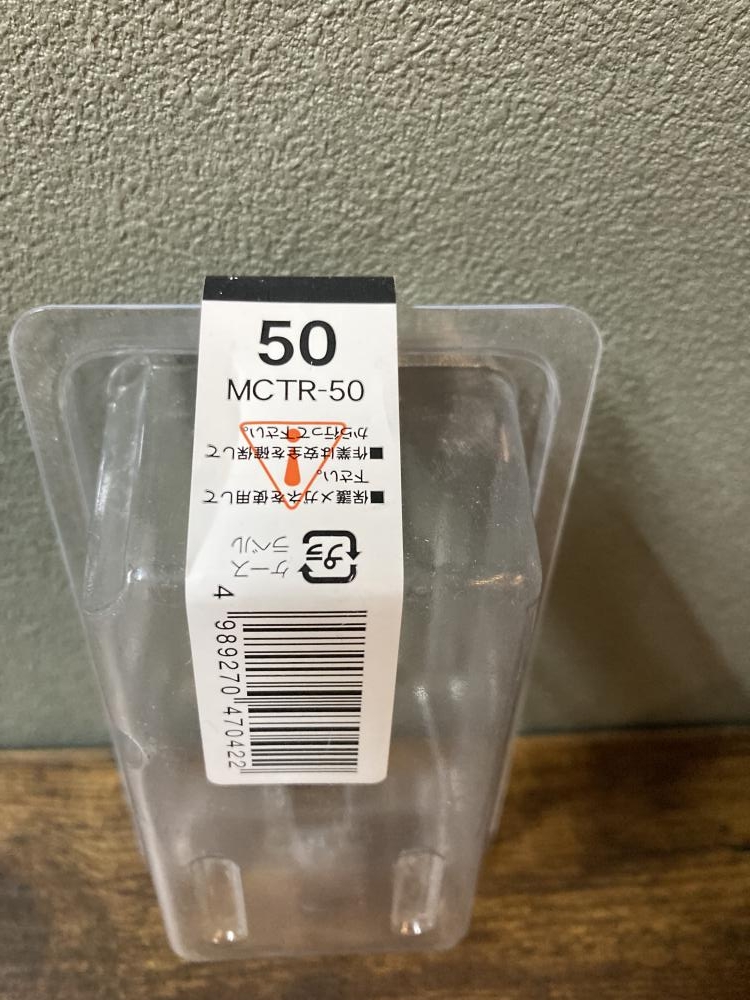 50
MCTR-50
■保護メガネを使用して
下さい。
■作業は安全を確保して
から行って下さい。
プラ
ケース
ラベル
4 989270 470422